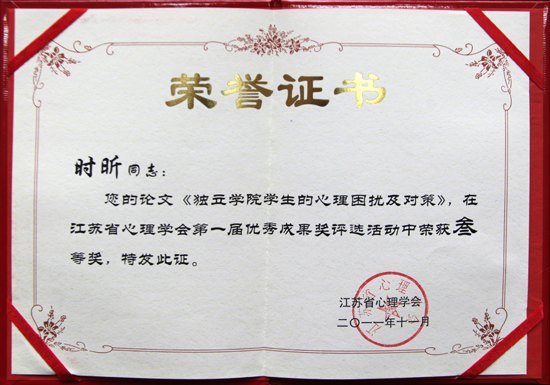 荣誉证书
时昕同志：
您的论文《独立学院学生的心理困扰及对策》，在
江苏省心理学会第一届优秀成果奖评选活动中荣获叁
等奖，特发此证。
江苏省心理学会
二〇一一年十一月